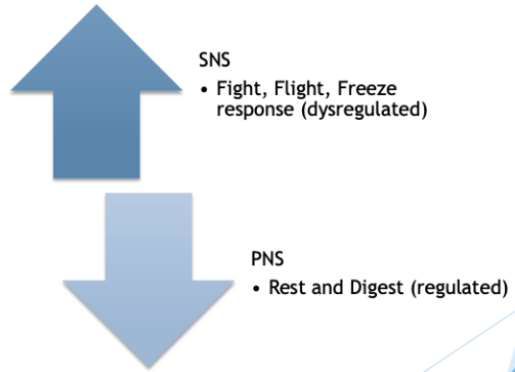 SNS
• Fight, Flight, Freeze
response (dysregulated)
PNS
• Rest and Digest (regulated)